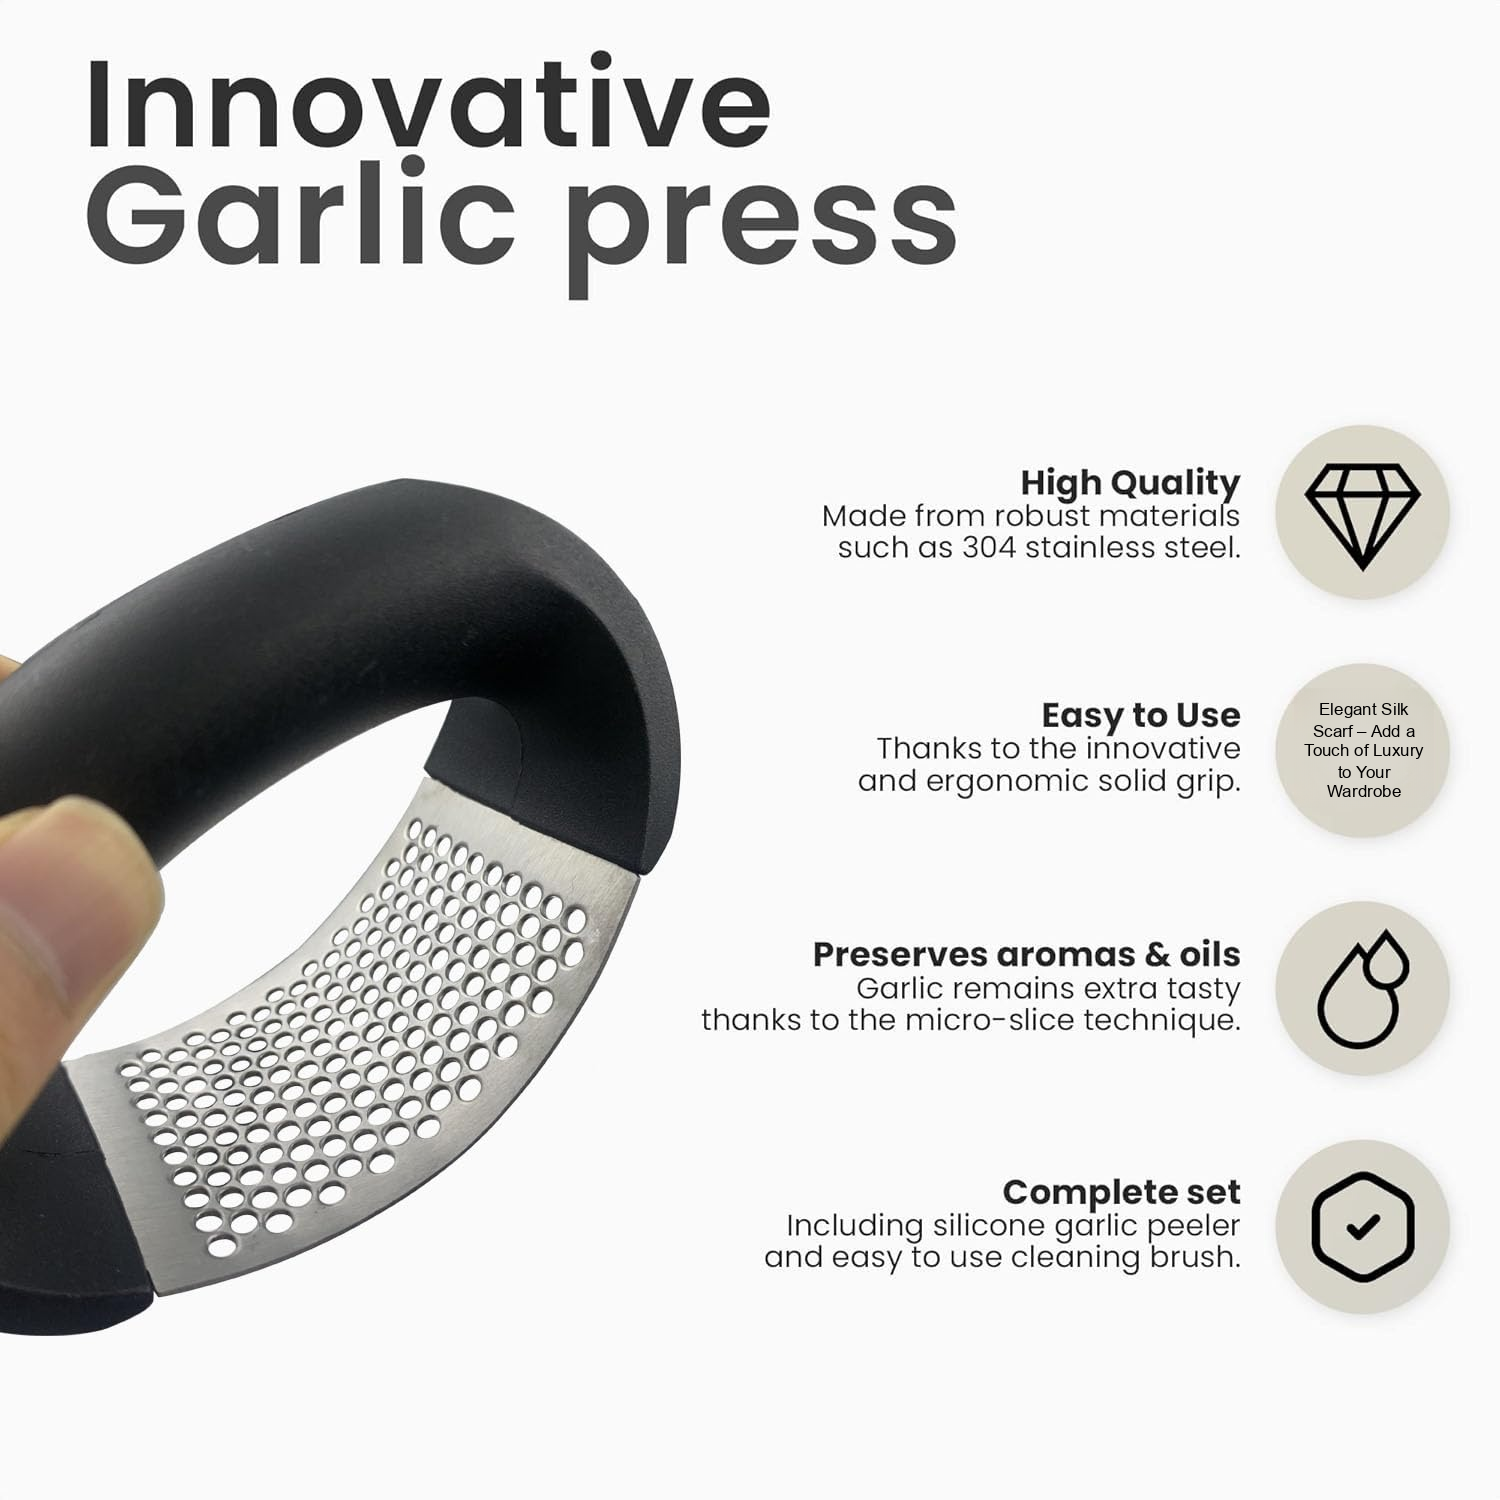 Innovative
Garlic press
High Quality
Made from robust materials
such as 304 stainless steel.
Easy to Use
Thanks to the innovative
and ergonomic solid grip.
Elegant Silk
Scarf – Add a
Touch of Luxury
to Your
Wardrobe
Preserves aromas & oils
Garlic remains extra tasty
thanks to the micro-slice technique.
Complete set
Including silicone garlic peeler
and easy to use cleaning brush.